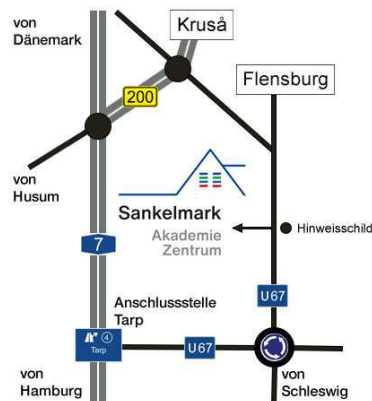 von
Dänemark
Kruså
200
Flensburg
von
Husum
Sankelmark
Akademie
Zentrum
Hinweisschild
7
U67
Anschlussstelle
Tarp
4
Tarp
U67
von
Hamburg
von
Schleswig